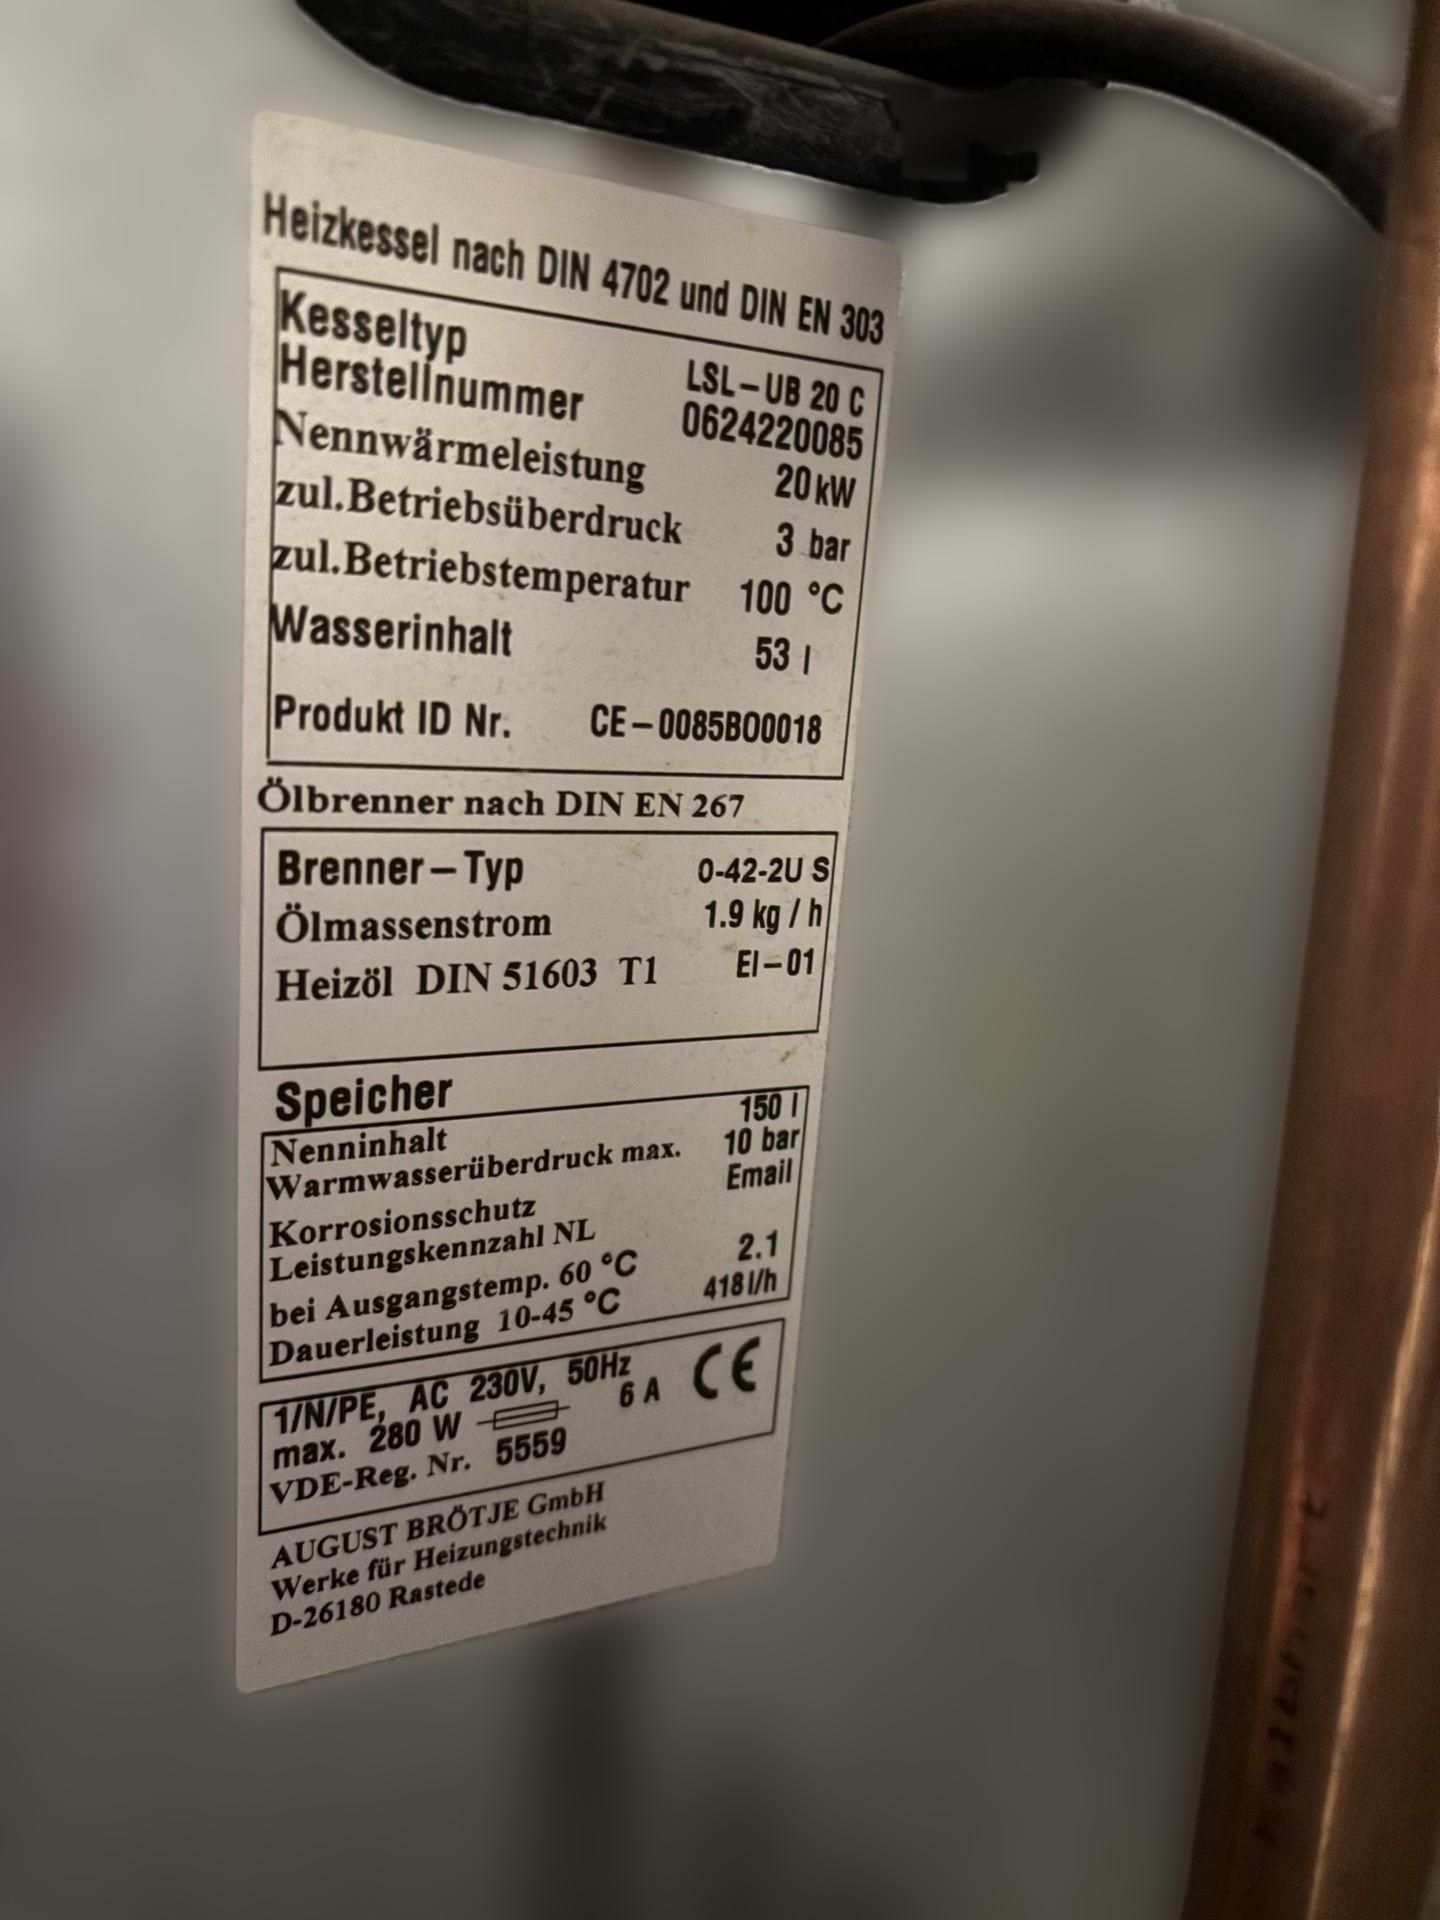 Heizkessel nach DIN 4702 und DIN EN 303
Kesseltyp LSL-UB 20 C
Herstellnummer 0624220085
Nennwärmeleistung 20 kW
zul.Betriebsüberdruck 3 bar
zul.Betriebstemperatur 100 °C
Wasserinhalt 53 l
Produkt ID Nr. CE-0085BO0018
Ölbrenner nach DIN EN 267
Brenner-Typ 0-42-2U S
Ölmassenstrom 1.9 kg / h
Heizöl DIN 51603 T1 El-01
Speicher
Nenninhalt 150 l
Warmwasserüberdruck max. 10 bar
Korrosionsschutz Email
Leistungskennzahl NL
bei Ausgangstemp. 60 °C 2.1
Dauerleistung 10-45 °C 418 l/h
1/N/PE, AC 230V, 50Hz
max. 280 W 6 A CE
VDE-Reg. Nr. 5559
AUGUST BRÖTJE GmbH
Werke für Heizungstechnik
D-26180 Rastede